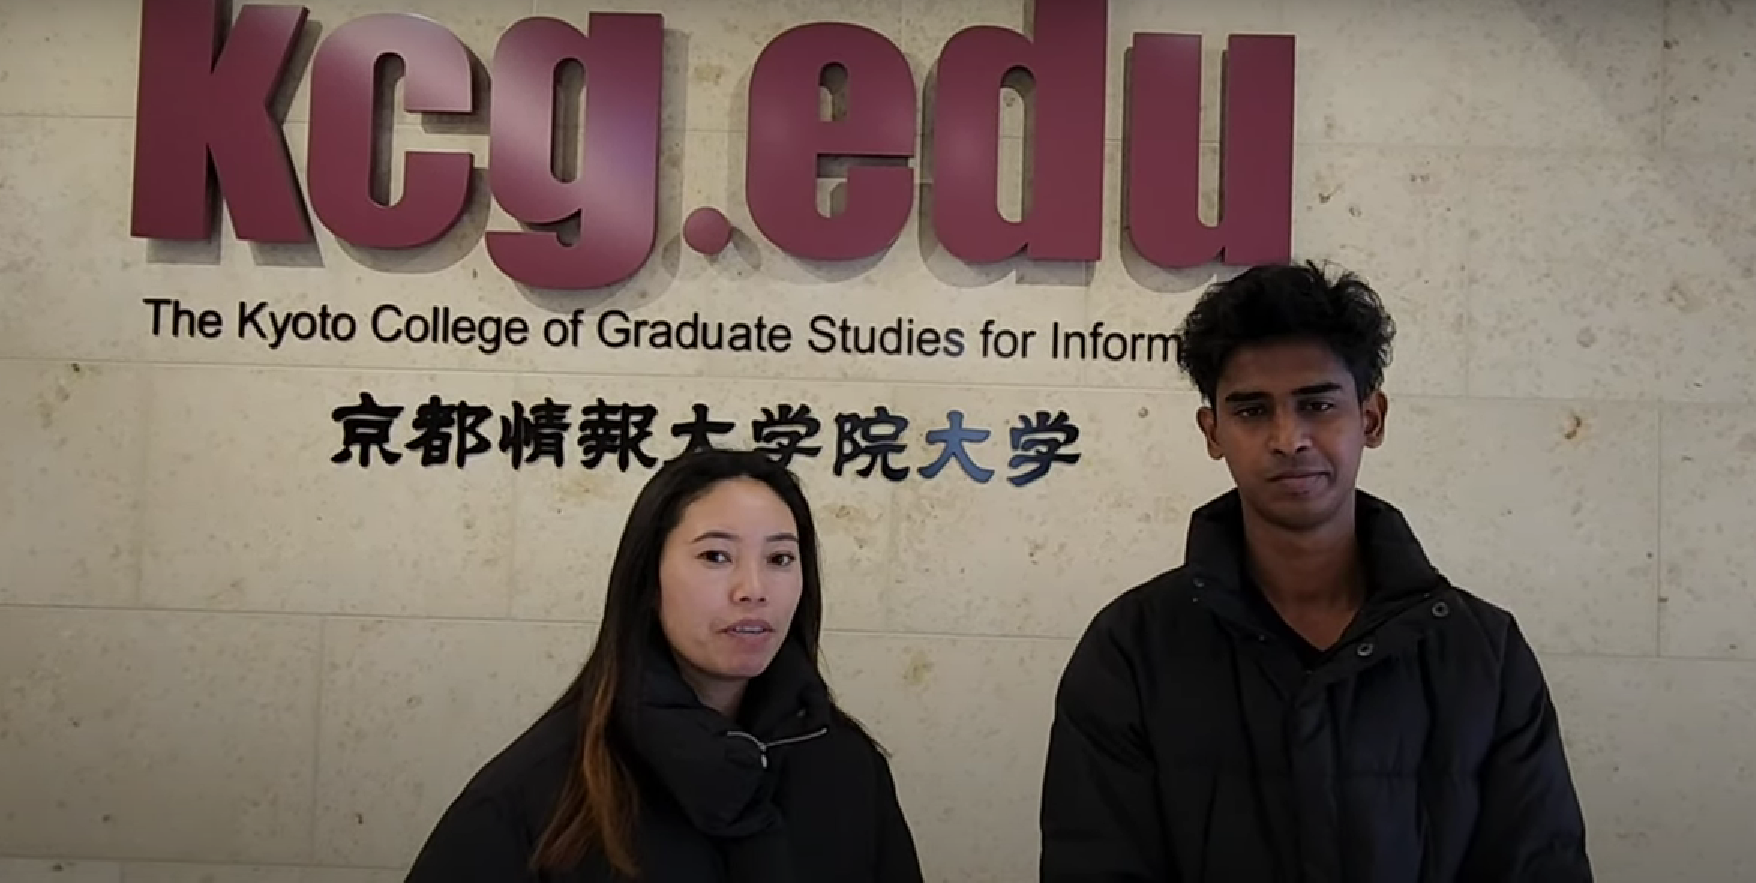 kcg.edu
The Kyoto College of Graduate Studies for Inform
京都情報大学院大学